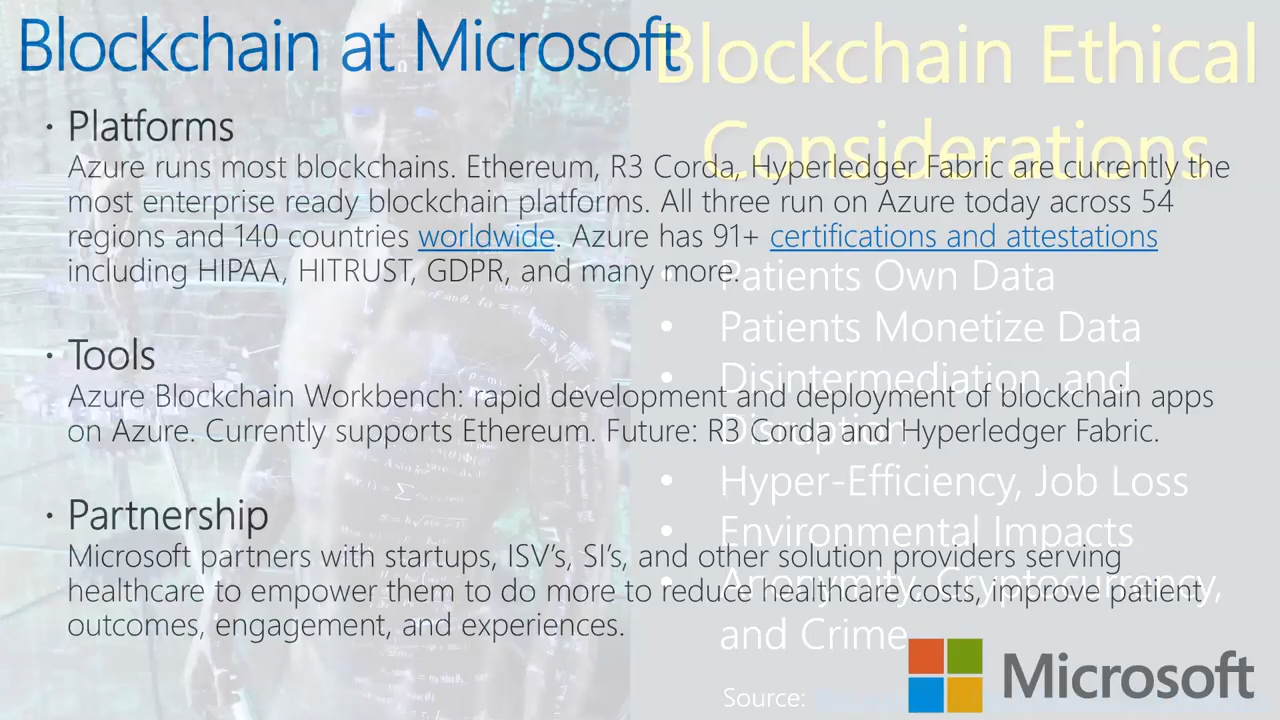 Blockchain at Microsoft
· Platforms
Azure runs most blockchains. Ethereum, R3 Corda, Hyperledger Fabric are currently the
most enterprise ready blockchain platforms. All three run on Azure today across 54
regions and 140 countries worldwide. Azure has 91+ certifications and attestations
including HIPAA, HITRUST, GDPR, and many more.
· Tools
Azure Blockchain Workbench: rapid development and deployment of blockchain apps
on Azure. Currently supports Ethereum. Future: R3 Corda and Hyperledger Fabric.
· Partnership
Microsoft partners with startups, ISV's, SI's, and other solution providers serving
healthcare to empower them to do more to reduce healthcare costs, improve patient
outcomes, engagement, and experiences.
Blockchain Ethical
Considerations
• Patients Own Data
• Patients Monetize Data
• Disintermediation, and
Disruption
• Hyper-Efficiency, Job Loss
• Environmental Impacts
• Anonymity, Cryptocurrency,
and Crime
Source:
Microsoft